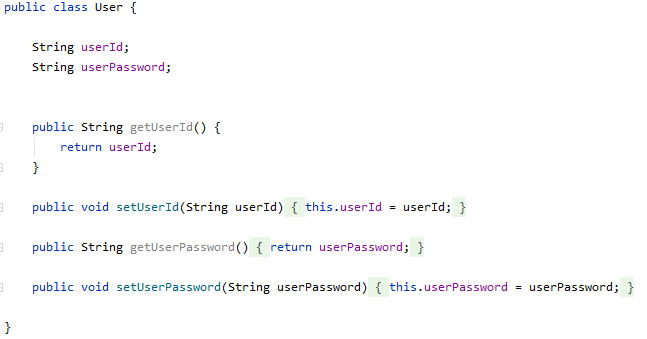 public class User {
String userId;
String userPassword;
public String getUserId() {
return userId;
}
public void setUserId(String userId) { this.userId = userId; }
public String getUserPassword() { return userPassword; }
public void setUserPassword(String userPassword) { this.userPassword = userPassword; }
}